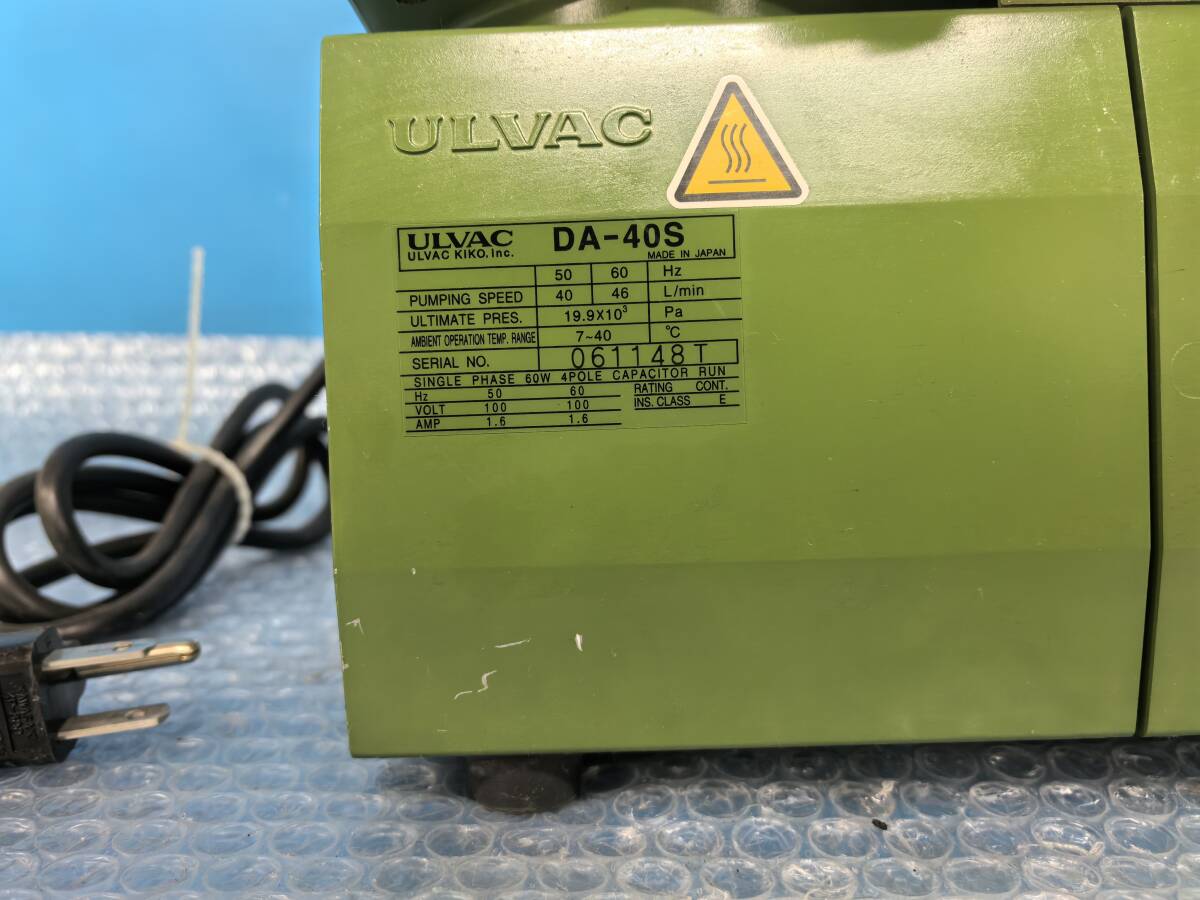 ULVAC
ULVAC DA-40S
ULVAC KIKO. Inc. MADE IN JAPAN
50 60 Hz
PUMPING SPEED 40 46 L/min
ULTIMATE PRES. 19.9X10³ Pa
AMBIENT OPERATION TEMP. RANGE 7~40 ℃
SERIAL NO. 061148T
SINGLE PHASE 60W 4POLE CAPACITOR RUN
Hz 50 60 RATING CONT.
VOLT 100 100 INS. CLASS E
AMP 1.6 1.6